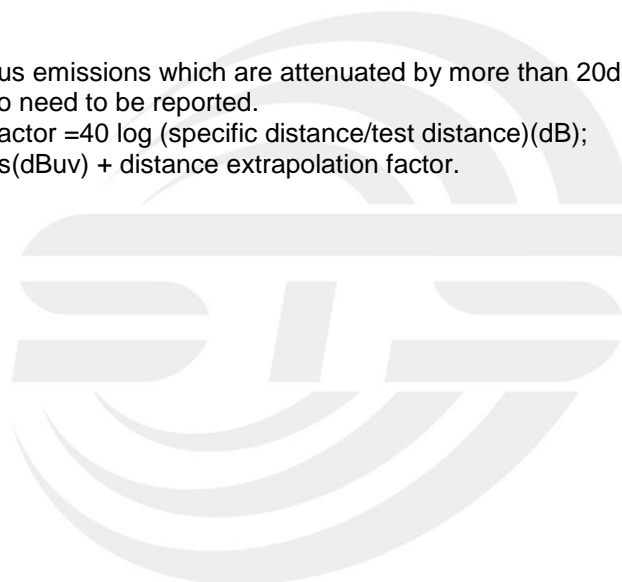 us emissions which are attenuated by more than 20d
o need to be reported.
actor =40 log (specific distance/test distance)(dB);
s(dBuv) + distance extrapolation factor.
STS